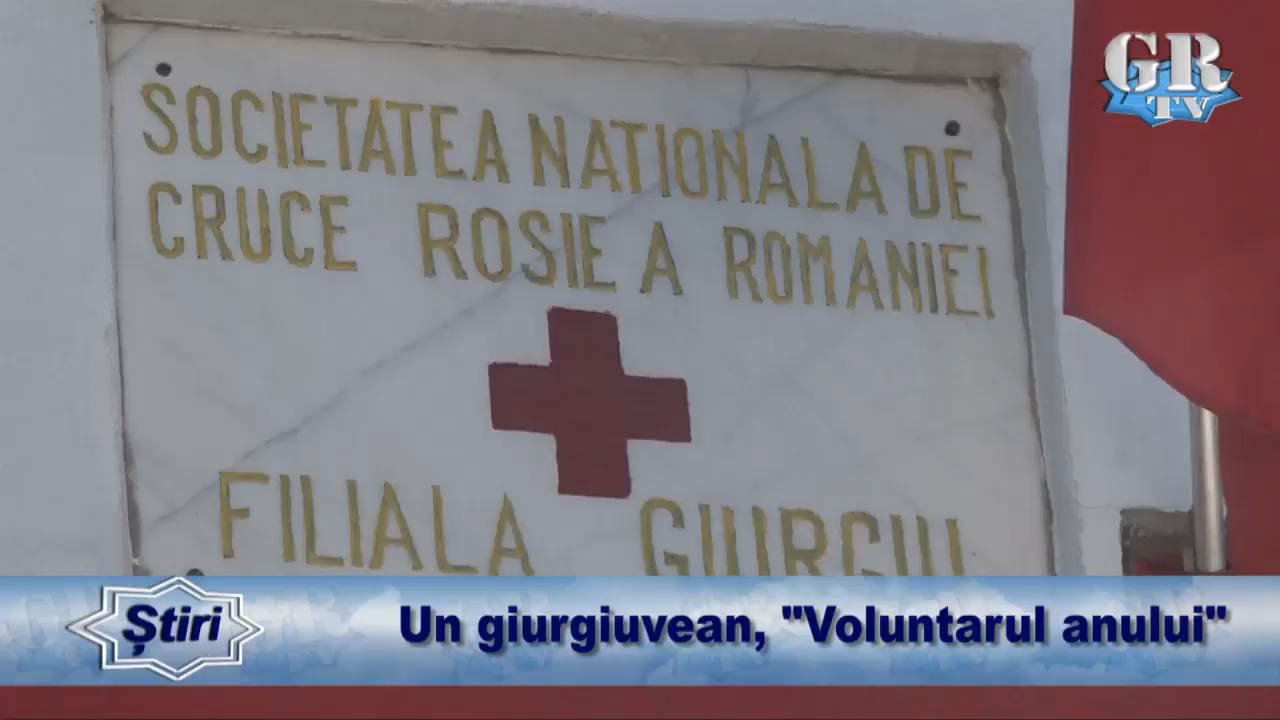 GR
TV
SOCIETATEA NATIONALA DE
CRUCE ROSIE A ROMANIEI
FILIALA GIURGIU
Știri
Un giurgiuvean, "Voluntarul anului"